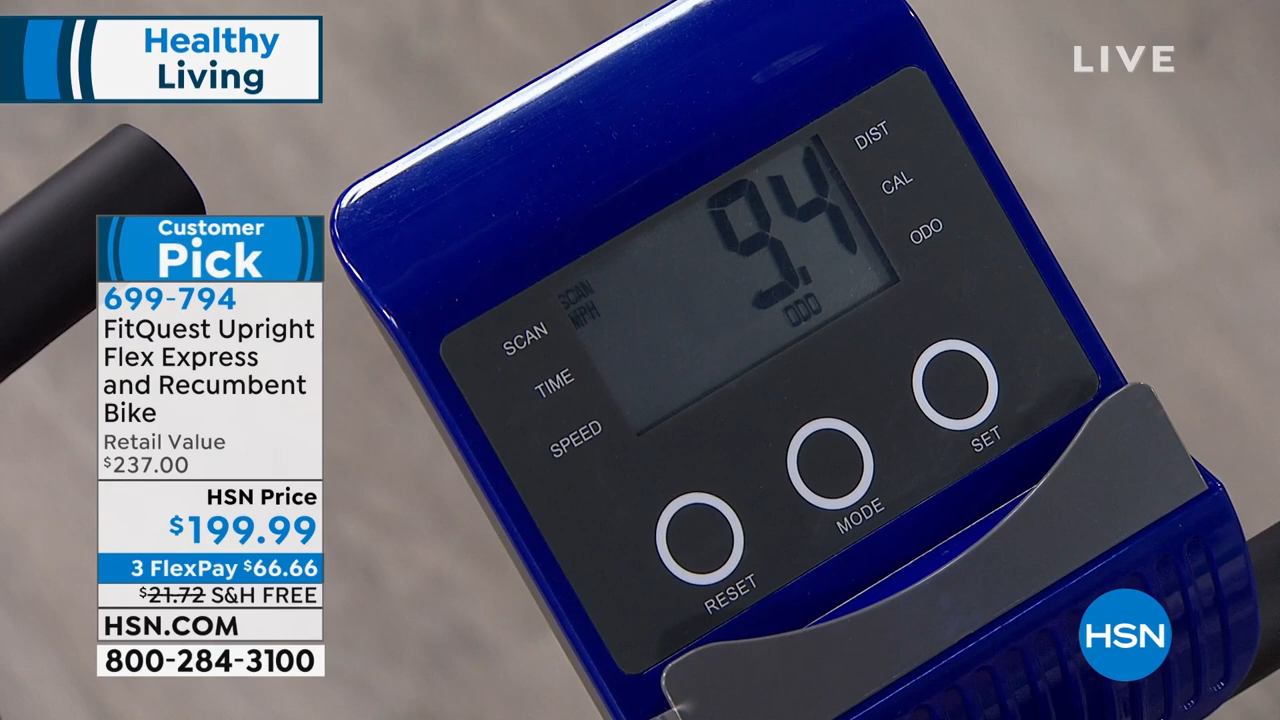 Healthy
Living
LIVE
Customer
Pick
699-794
FitQuest Upright
Flex Express
and Recumbent
Bike
Retail Value
$237.00
HSN Price
$199.99
3 FlexPay $66.66
$21.72 S&H FREE
HSN.COM
800-284-3100
DIST
CAL
ODO
9.4
SCAN
MPH
ODO
SCAN
TIME
SPEED
RESET
MODE
SET
HSN